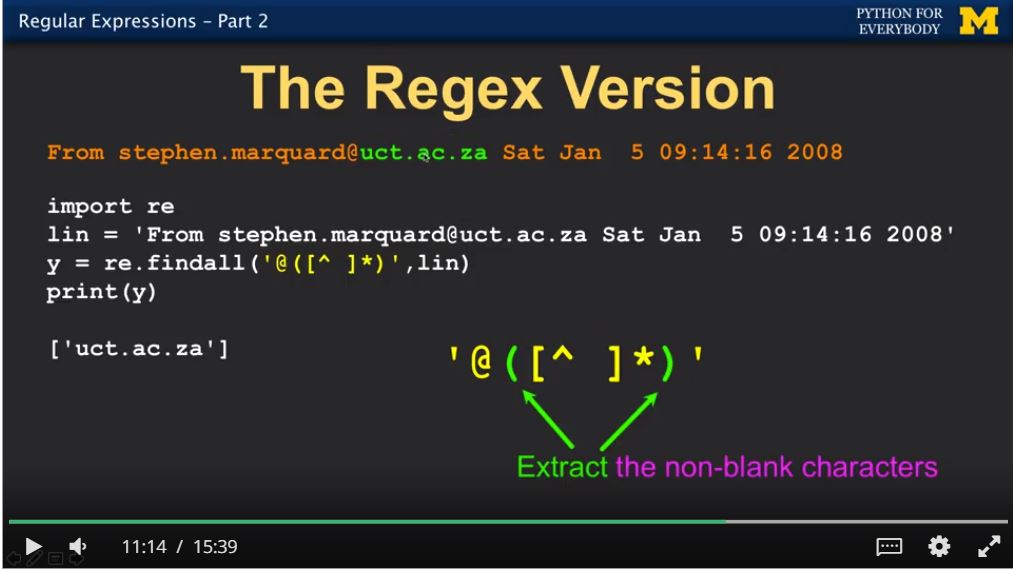 Regular Expressions – Part 2
PYTHON FOR
EVERYBODY
M
The Regex Version
From stephen.marquard@uct.ac.za Sat Jan  5 09:14:16 2008
import re
lin = 'From stephen.marquard@uct.ac.za Sat Jan  5 09:14:16 2008'
y = re.findall('@([^ ]*)',lin)
print(y)
['uct.ac.za']
'@([^ ]*)'
Extract the non-blank characters
11:14 / 15:39